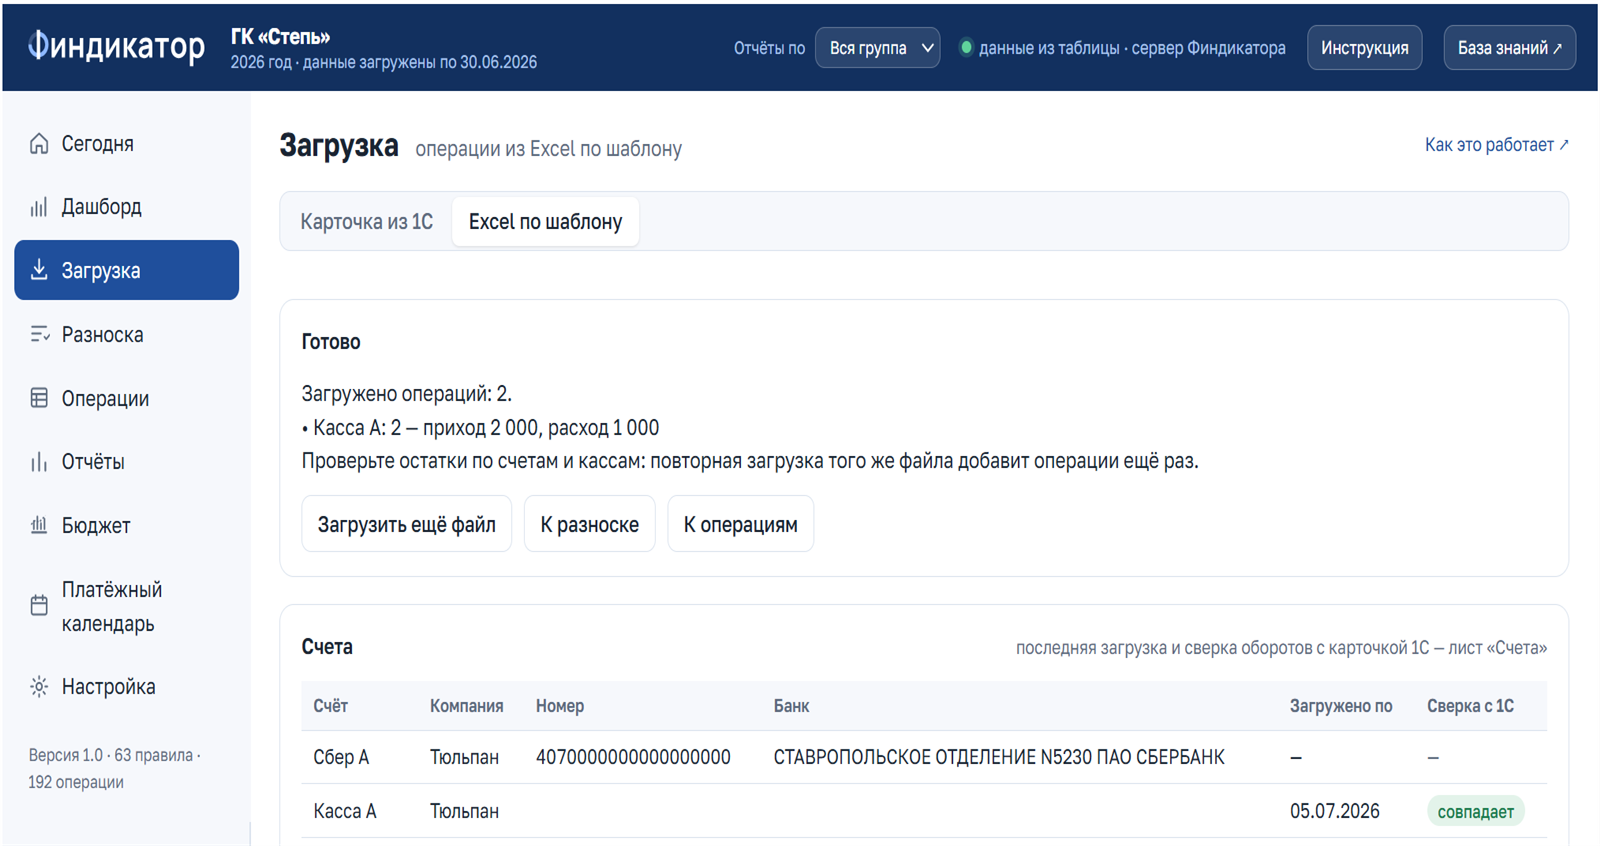 Финдикатор
ГК «Степь»
2026 год · данные загружены по 30.06.2026
Отчёты по
Вся группа
данные из таблицы · сервер Финдикатора
Инструкция
База знаний ↗
Сегодня
Дашборд
Загрузка
Разноска
Операции
Отчёты
Бюджет
Платёжный
календарь
Настройка
Версия 1.0 · 63 правила ·
192 операции
Загрузка операции из Excel по шаблону
Как это работает ↗
Карточка из 1С
Excel по шаблону
Готово
Загружено операций: 2.
• Касса А: 2 — приход 2 000, расход 1 000
Проверьте остатки по счетам и кассам: повторная загрузка того же файла добавит операции ещё раз.
Загрузить ещё файл
К разноске
К операциям
Счета
последняя загрузка и сверка оборотов с карточкой 1С — лист «Счета»
Счёт Компания Номер Банк Загружено по Сверка с 1С
Сбер А Тюльпан 4070000000000000000 СТАВРОПОЛЬСКОЕ ОТДЕЛЕНИЕ N5230 ПАО СБЕРБАНК — —
Касса А Тюльпан 05.07.2026 совпадает